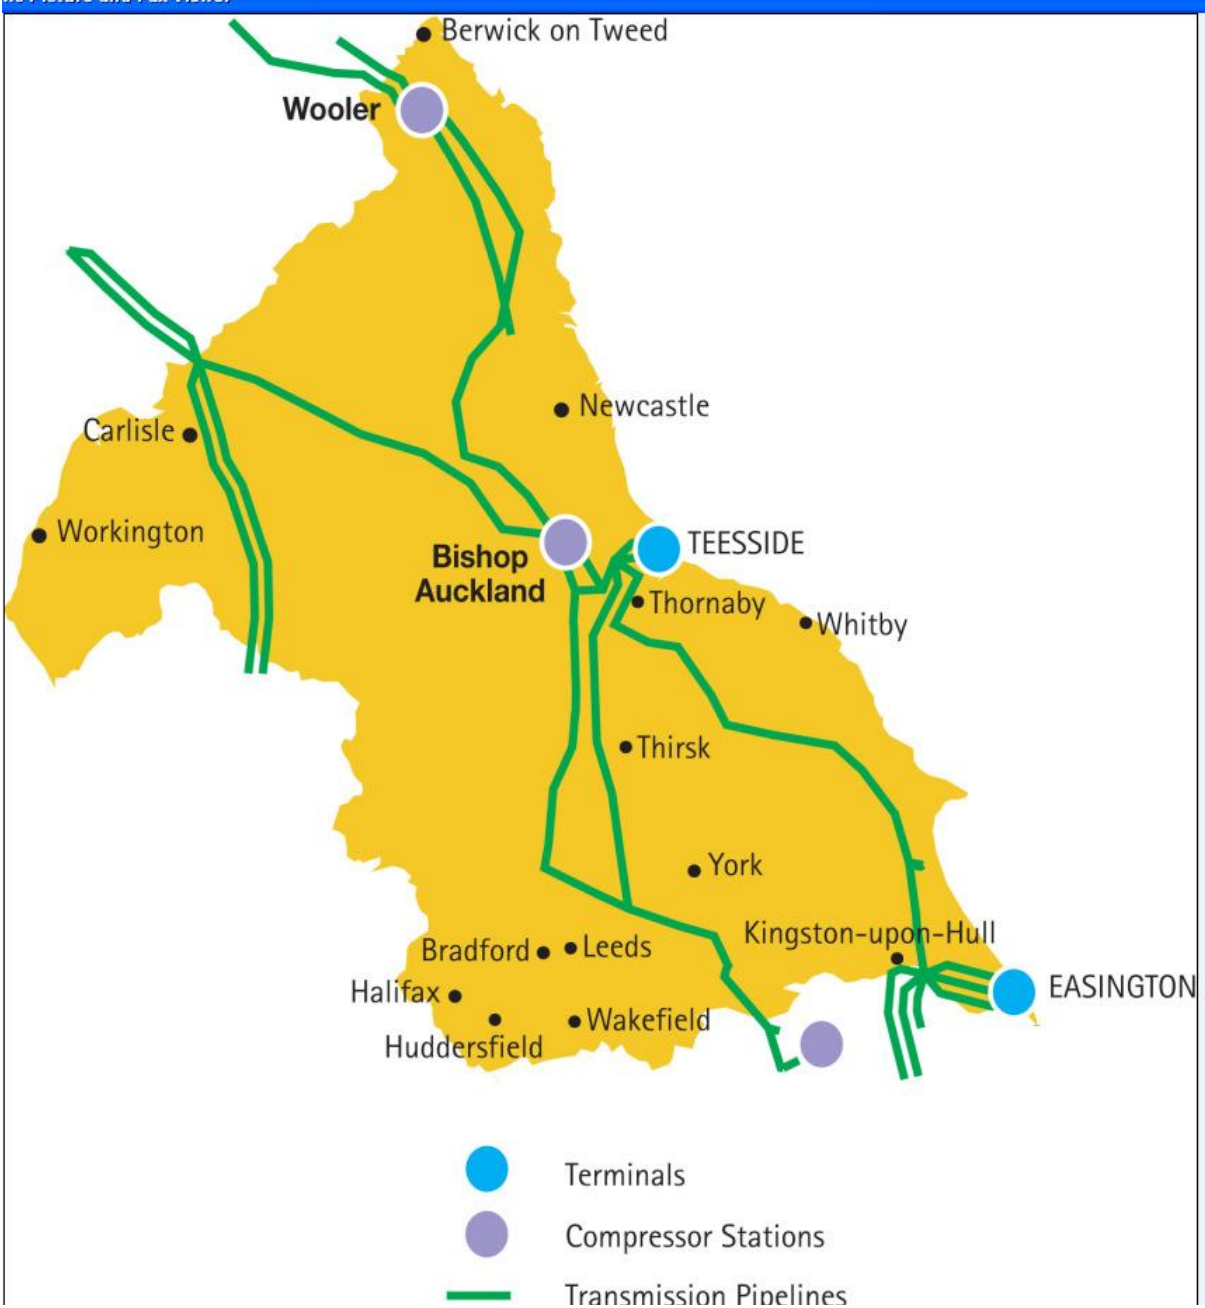 Berwick on Tweed
Wooler
Newcastle
Carlisle
Workington
TEESSIDE
Bishop
Auckland
Thornaby
Whitby
Thirsk
York
Kingston-upon-Hull
Bradford
Leeds
EASINGTON
Halifax
Wakefield
Huddersfield
Terminals
Compressor Stations
Transmission Pipelines